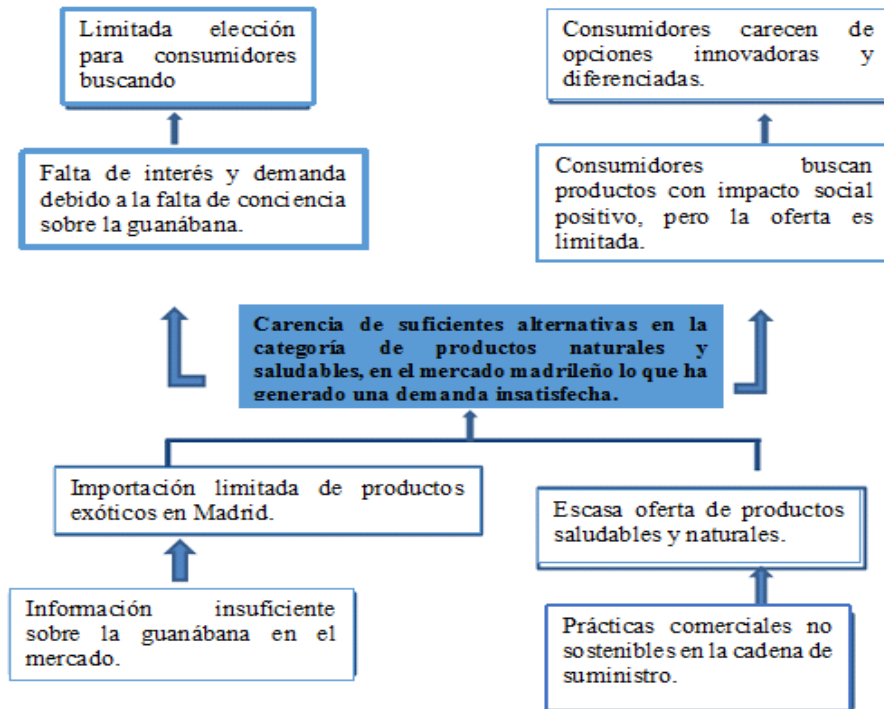 Limitada elección
para consumidores
buscando
Consumidores carecen de
opciones innovadoras y
diferenciadas.
Falta de interés y demanda
debido a la falta de conciencia
sobre la guanábana.
Consumidores buscan
productos con impacto social
positivo, pero la oferta es
limitada.
Carencia de suficientes alternativas en la
categoría de productos naturales y
saludables, en el mercado madrileño lo que ha
generado una demanda insatisfecha.
Importación limitada de productos
exóticos en Madrid.
Escasa oferta de productos
saludables y naturales.
Información insuficiente
sobre la guanábana en el
mercado.
Prácticas comerciales no
sostenibles en la cadena de
suministro.